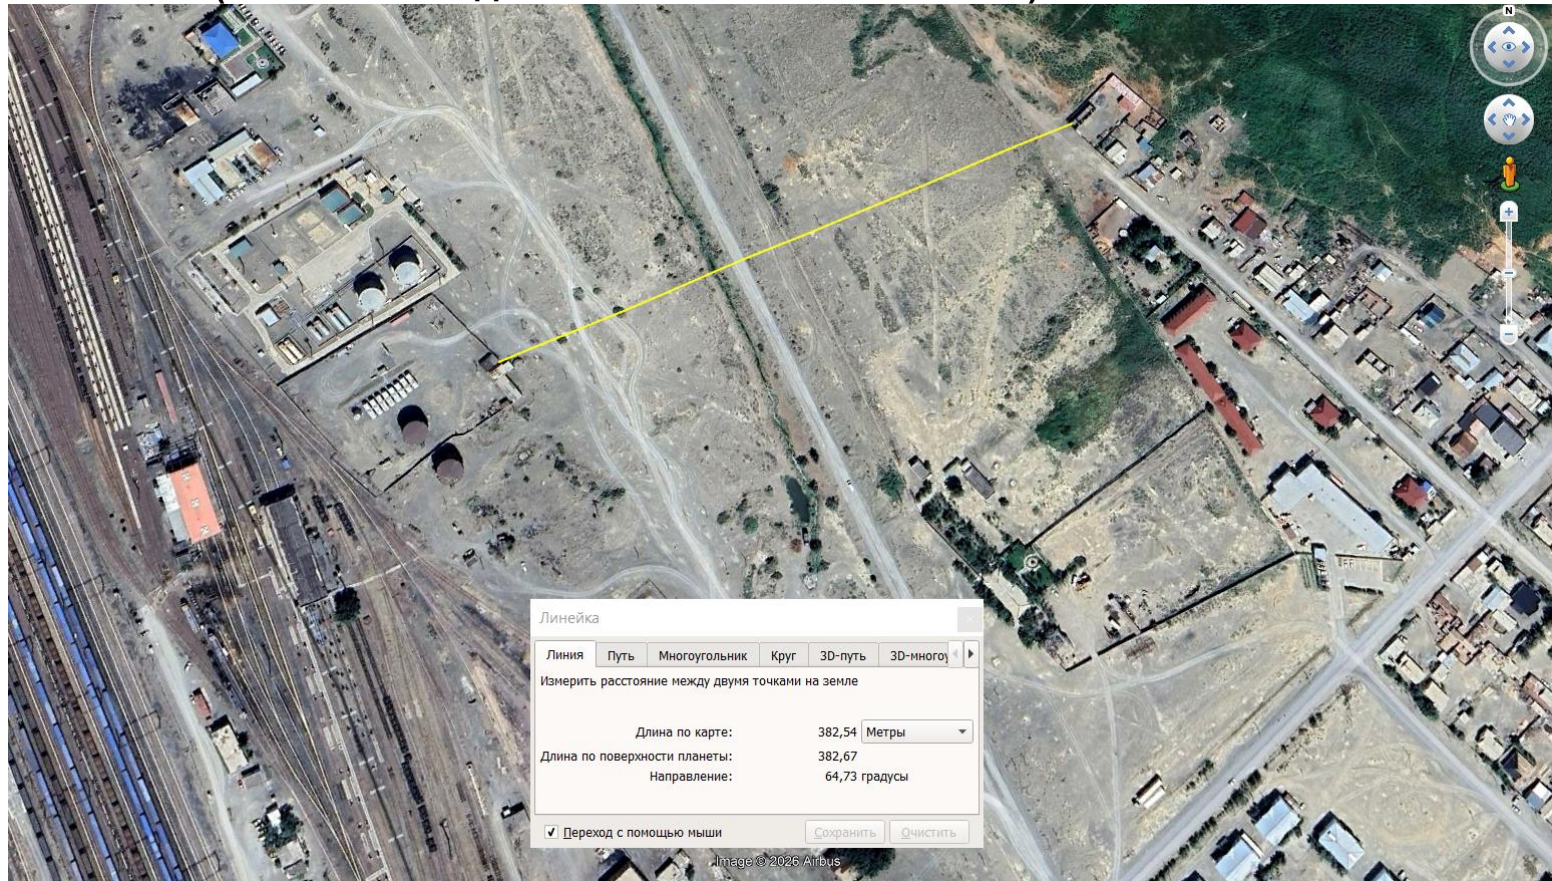 N
Линейка
Линия Путь Многоугольник Круг 3D-путь 3D-многоу
Измерить расстояние между двумя точками на земле
Длина по карте: 382,54 Метры
Длина по поверхности планеты: 382,67
Направление: 64,73 градусы
Переход с помощью мыши Сохранить Очистить
Image © 2026 Airbus